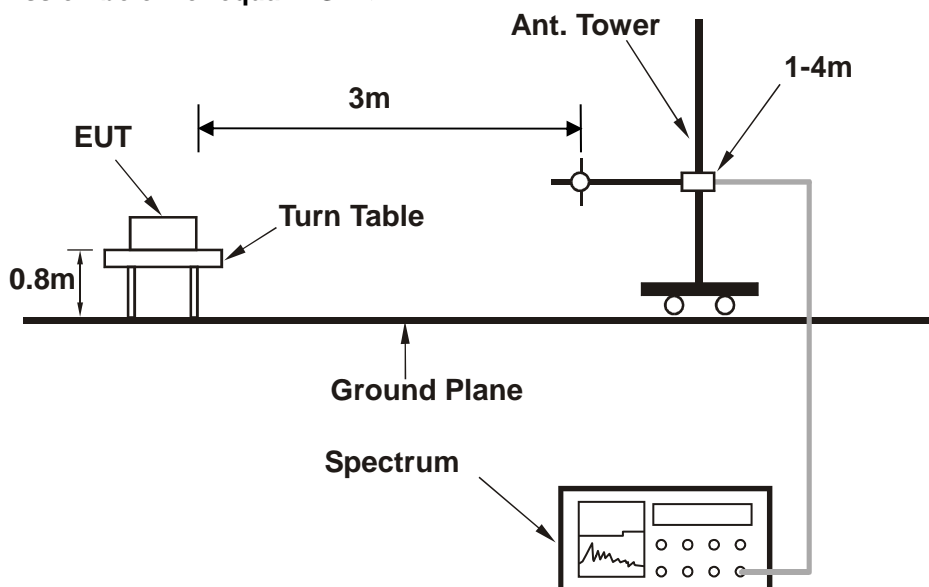 Ant. Tower
1-4m
3m
EUT
Turn Table
0.8m
Ground Plane
Spectrum